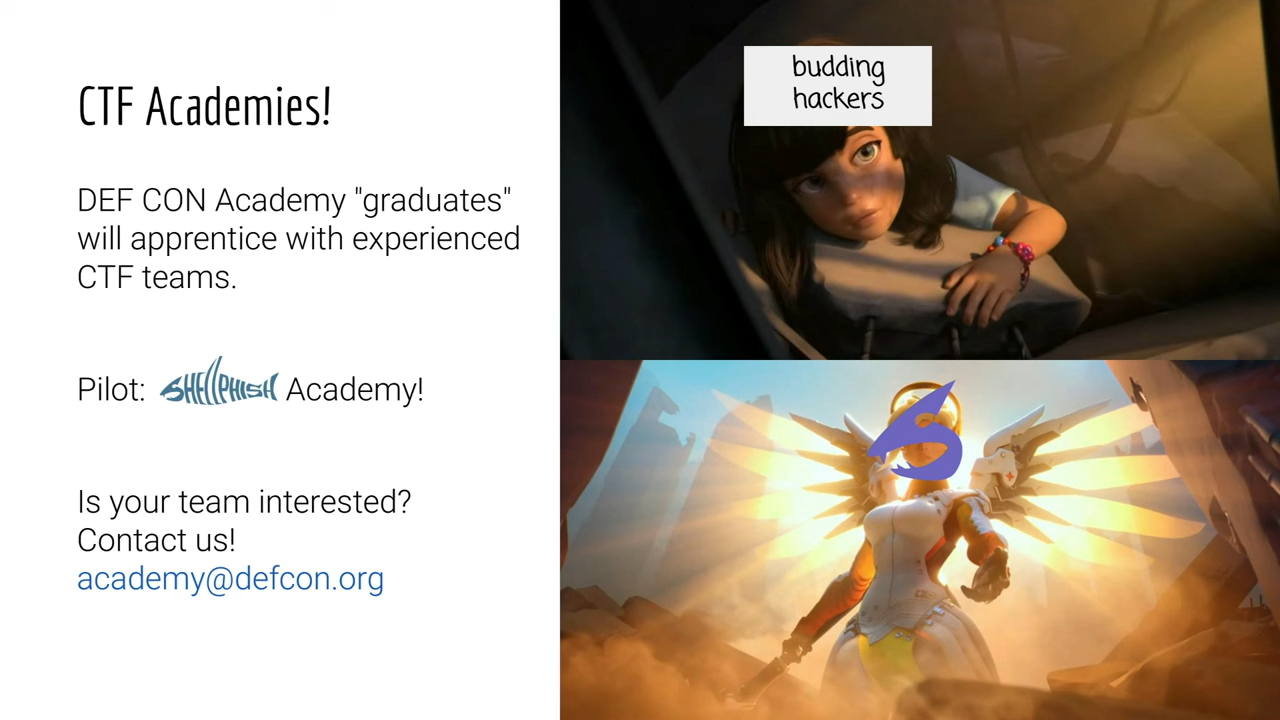 CTF Academies!
DEF CON Academy "graduates"
will apprentice with experienced
CTF teams.
Pilot: SHELLPHISH Academy!
Is your team interested?
Contact us!
academy@defcon.org
budding
hackers